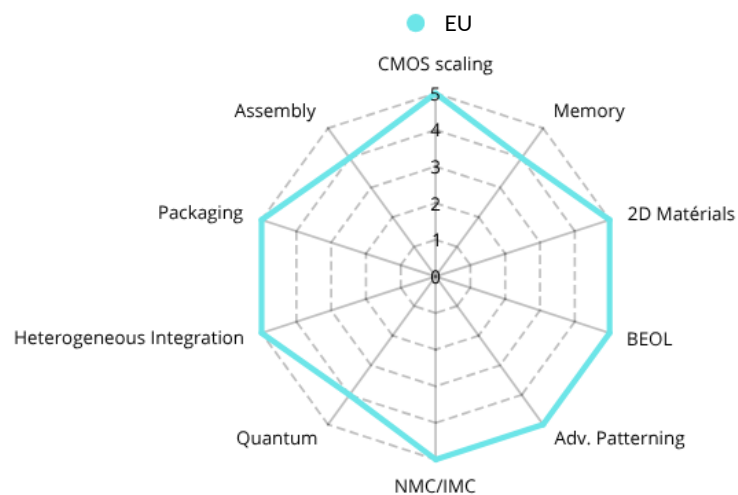 EU
CMOS scaling
Assembly
Memory
5
4
3
2
1
0
Packaging
2D Matérials
Heterogeneous Integration
BEOL
Quantum
Adv. Patterning
NMC/IMC